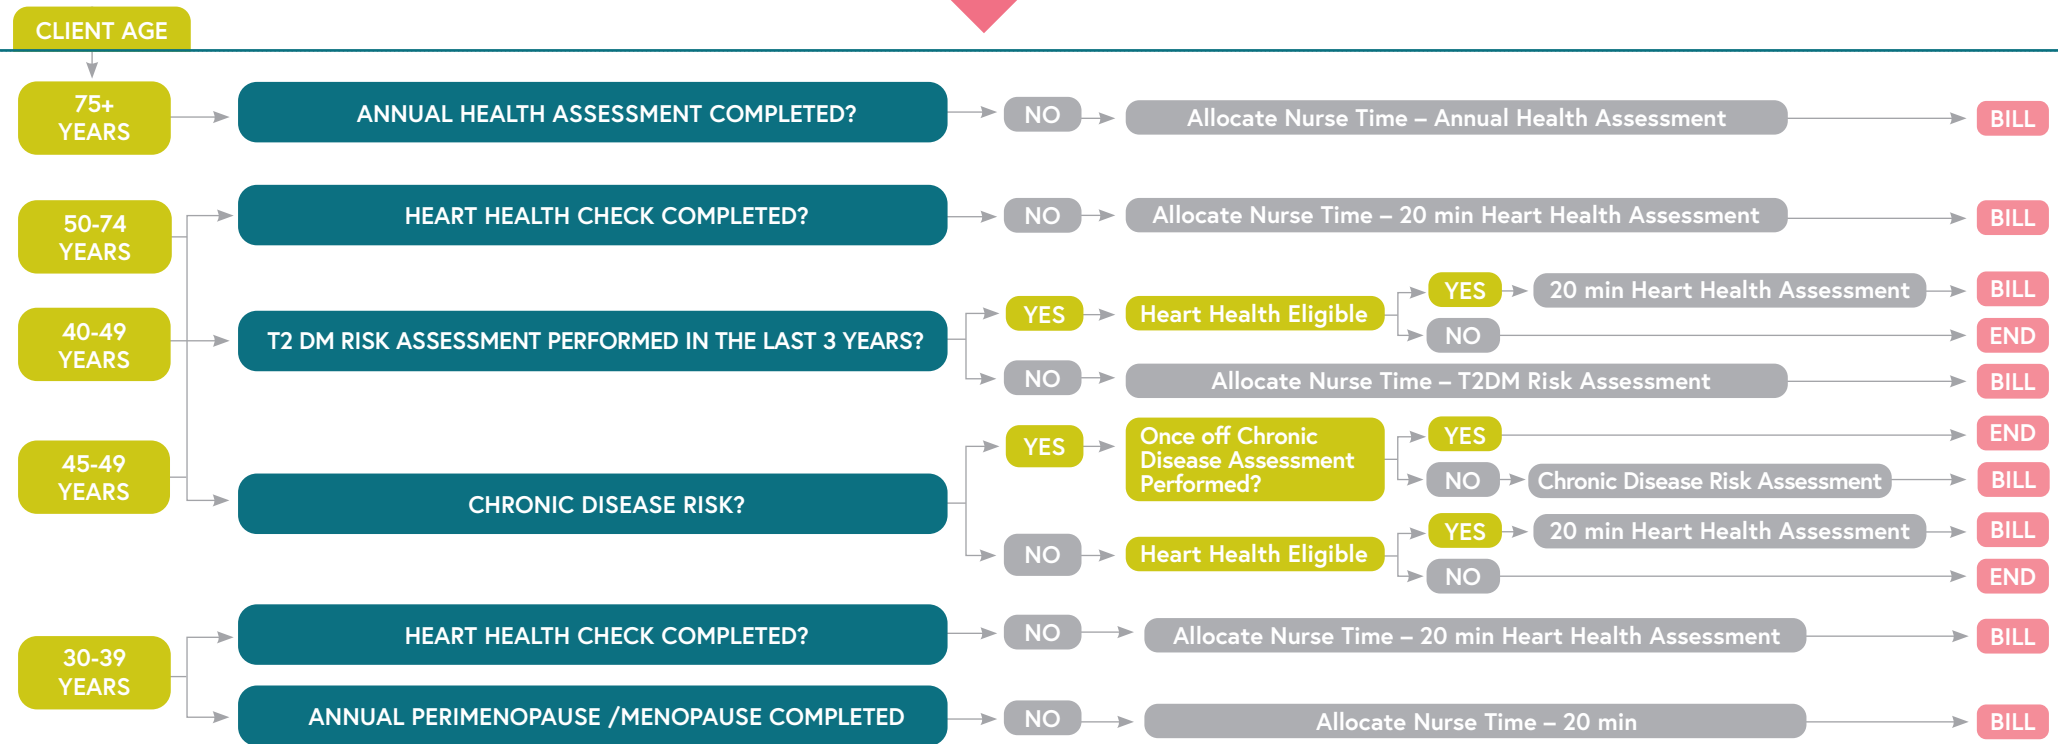 CLIENT AGE
75+
YEARS
ANNUAL HEALTH ASSESSMENT COMPLETED?
NO
Allocate Nurse Time – Annual Health Assessment
BILL
50-74
YEARS
HEART HEALTH CHECK COMPLETED?
NO
Allocate Nurse Time – 20 min Heart Health Assessment
BILL
40-49
YEARS
T2 DM RISK ASSESSMENT PERFORMED IN THE LAST 3 YEARS?
YES
Heart Health Eligible
YES
20 min Heart Health Assessment
BILL
NO
END
NO
Allocate Nurse Time – T2DM Risk Assessment
BILL
45-49
YEARS
CHRONIC DISEASE RISK?
YES
Once off Chronic
Disease Assessment
Performed?
YES
END
NO
Chronic Disease Risk Assessment
BILL
NO
Heart Health Eligible
YES
20 min Heart Health Assessment
BILL
NO
END
30-39
YEARS
HEART HEALTH CHECK COMPLETED?
NO
Allocate Nurse Time – 20 min Heart Health Assessment
BILL
ANNUAL PERIMENOPAUSE /MENOPAUSE COMPLETED
NO
Allocate Nurse Time – 20 min
BILL